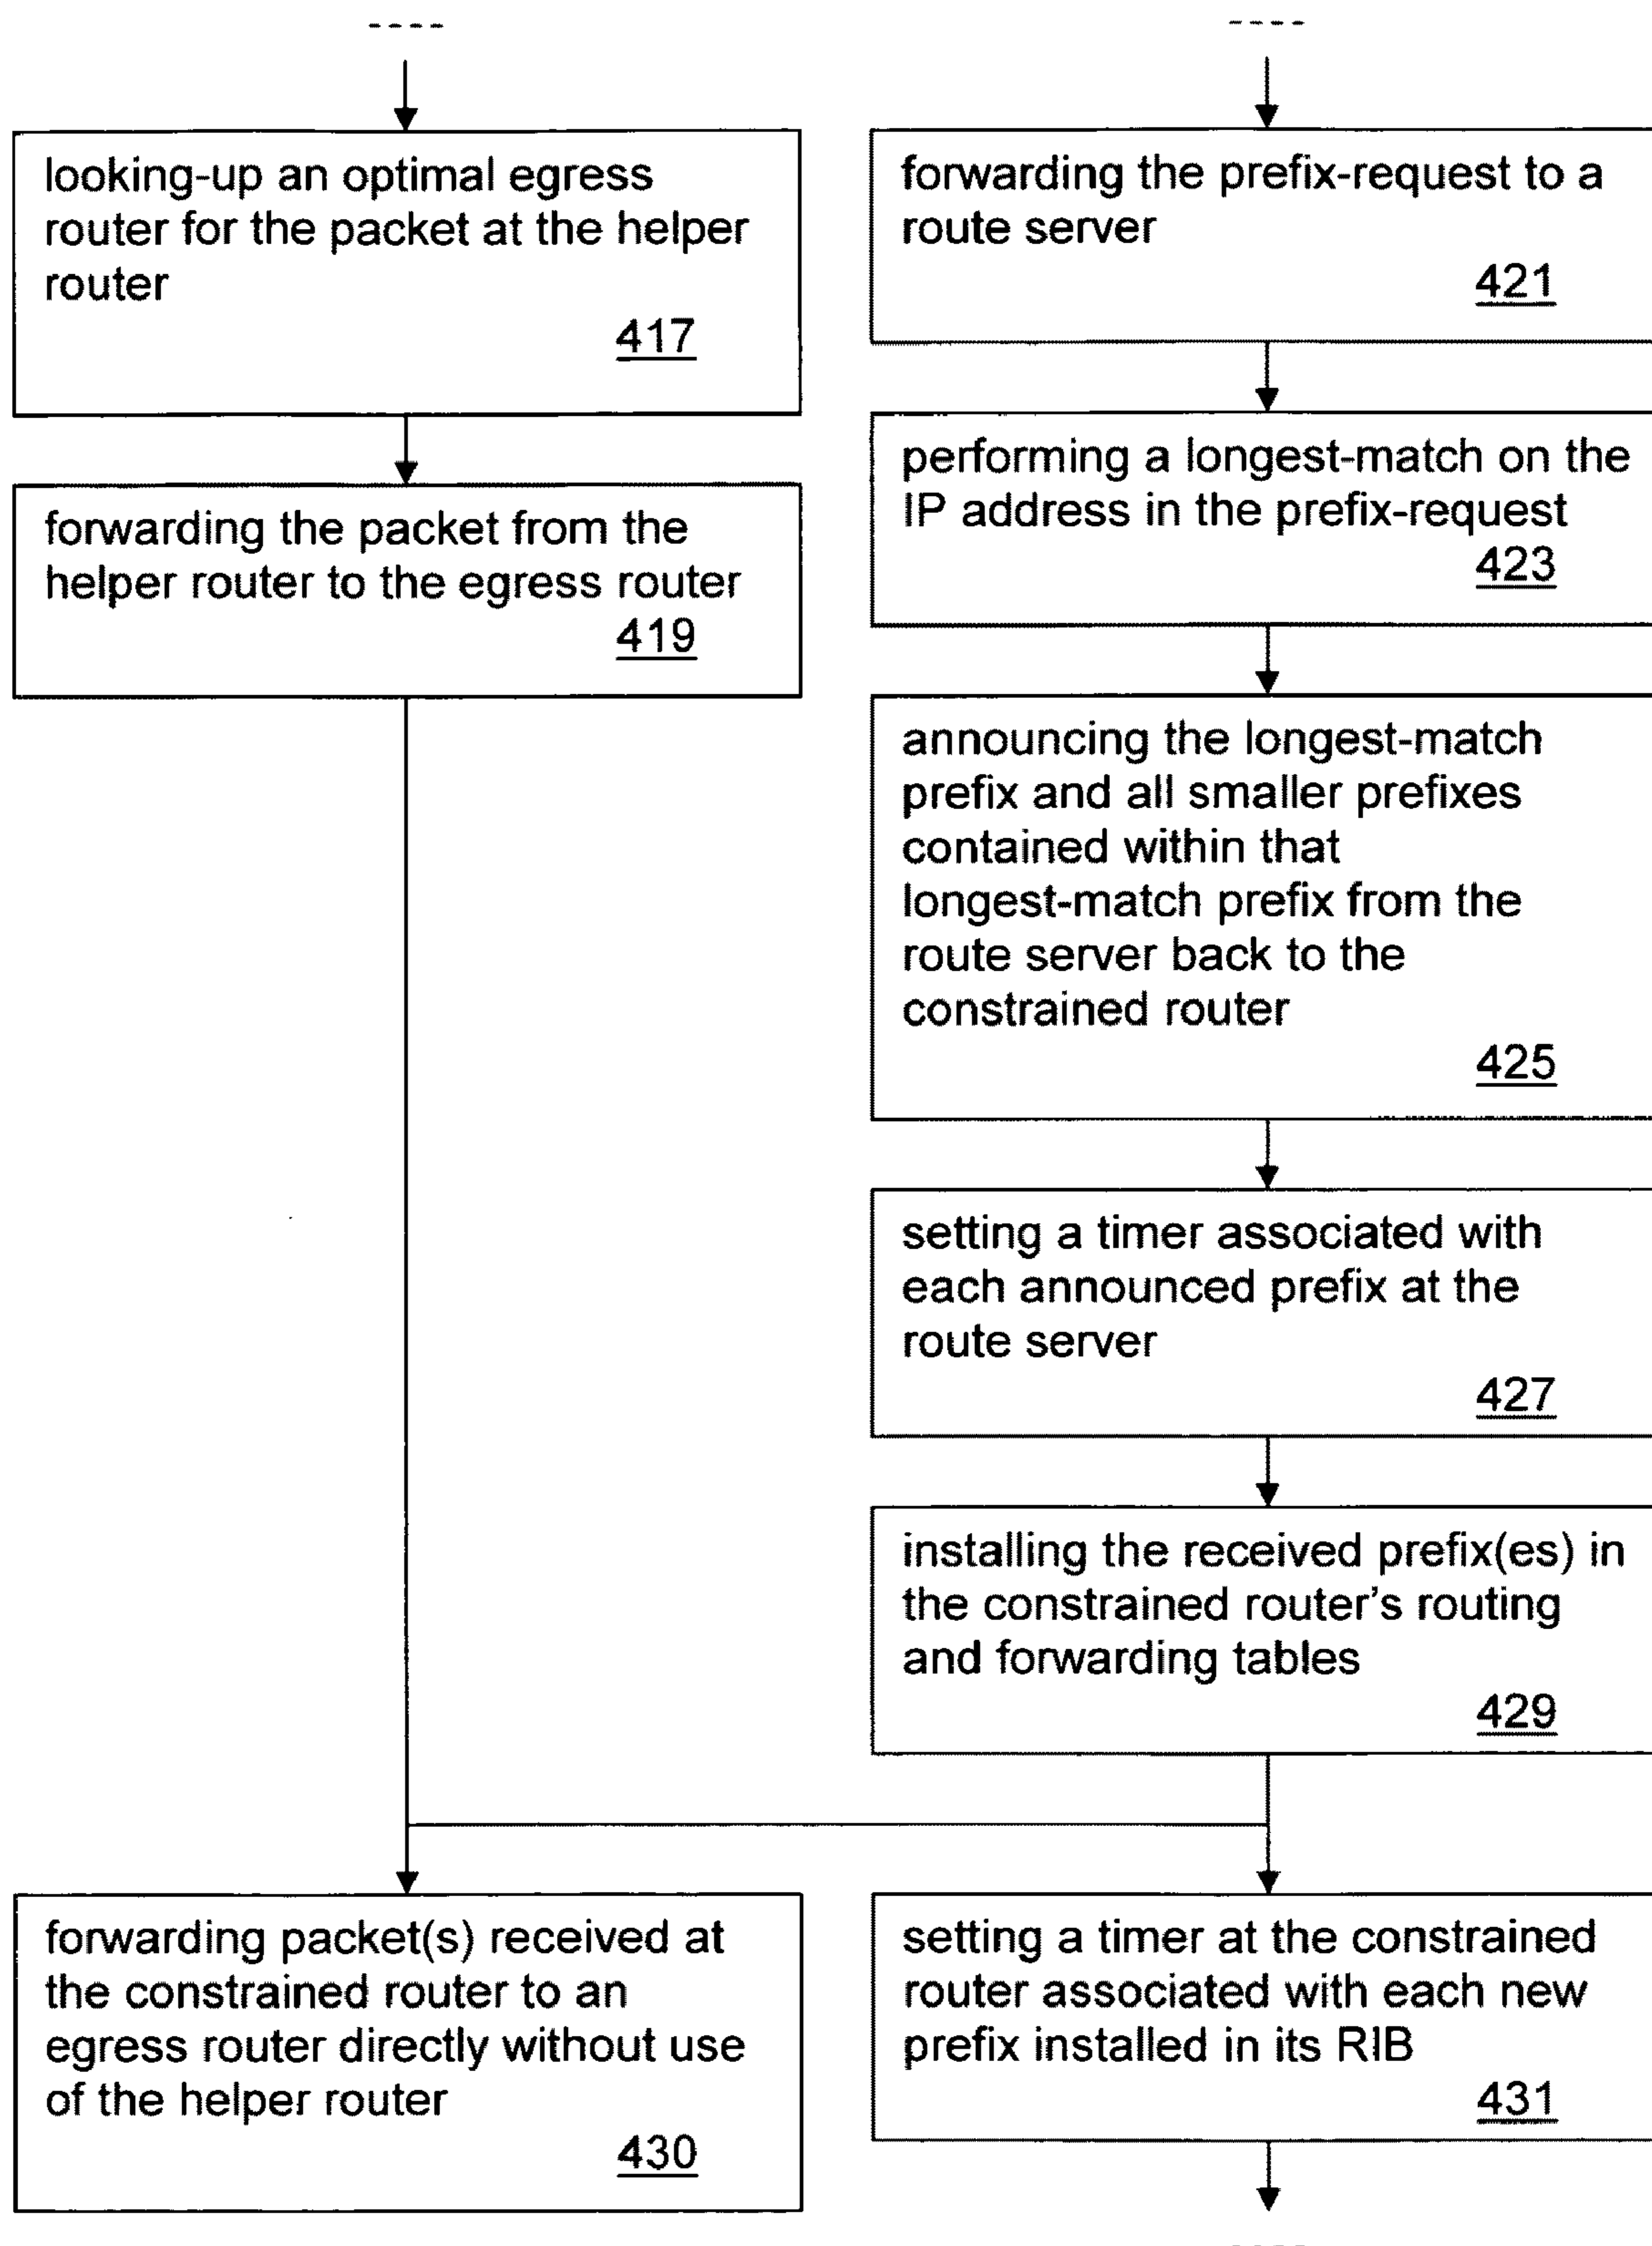 looking-up an optimal egress
router for the packet at the helper
router
417
forwarding the packet from the
helper router to the egress router
419
forwarding the prefix-request to a
route server
421
performing a longest-match on the
IP address in the prefix-request
423
announcing the longest-match
prefix and all smaller prefixes
contained within that
longest-match prefix from the
route server back to the
constrained router
425
setting a timer associated with
each announced prefix at the
route server
427
installing the received prefix(es) in
the constrained router's routing
and forwarding tables
429
forwarding packet(s) received at
the constrained router to an
egress router directly without use
of the helper router
430
setting a timer at the constrained
router associated with each new
prefix installed in its RIB
431